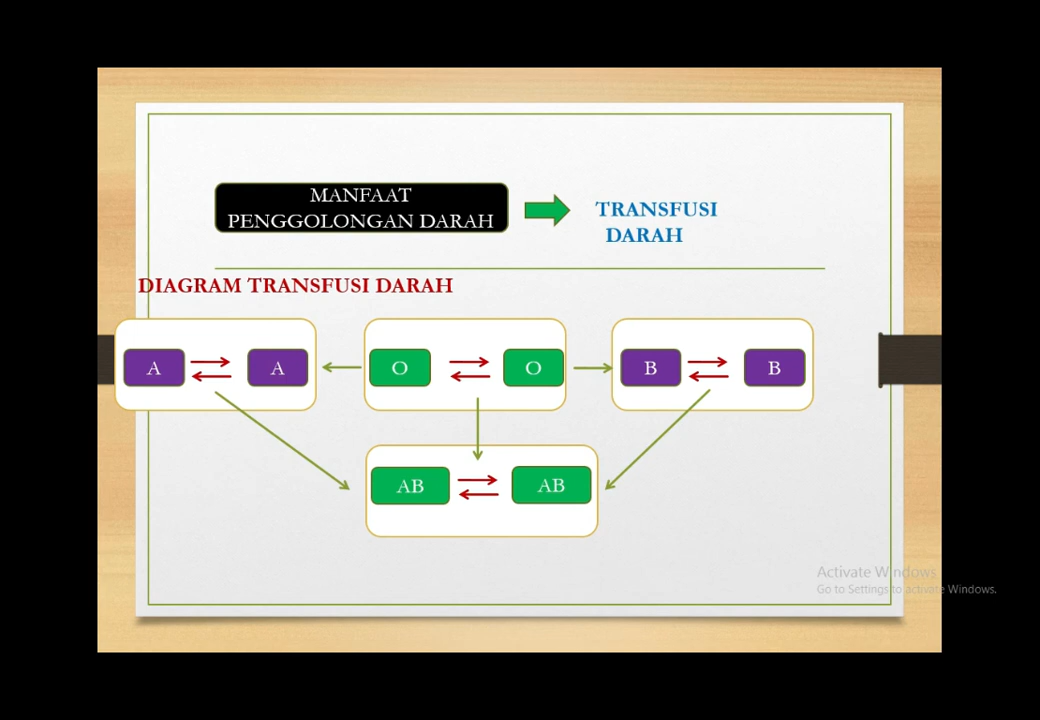 MANFAAT
PENGGOLONGAN DARAH
TRANSFUSI
DARAH
DIAGRAM TRANSFUSI DARAH
A A O O B B
AB AB
Activate Windows
Go to Settings to activate Windows.